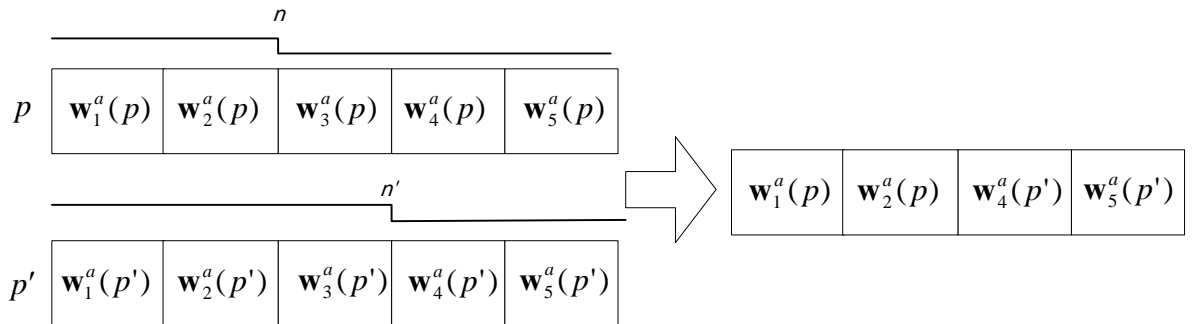 n
p w₁ᵃ(p) w₂ᵃ(p) w₃ᵃ(p) w₄ᵃ(p) w₅ᵃ(p)
n'
w₁ᵃ(p) w₂ᵃ(p) w₄ᵃ(p') w₅ᵃ(p')
p' w₁ᵃ(p') w₂ᵃ(p') w₃ᵃ(p') w₄ᵃ(p') w₅ᵃ(p')